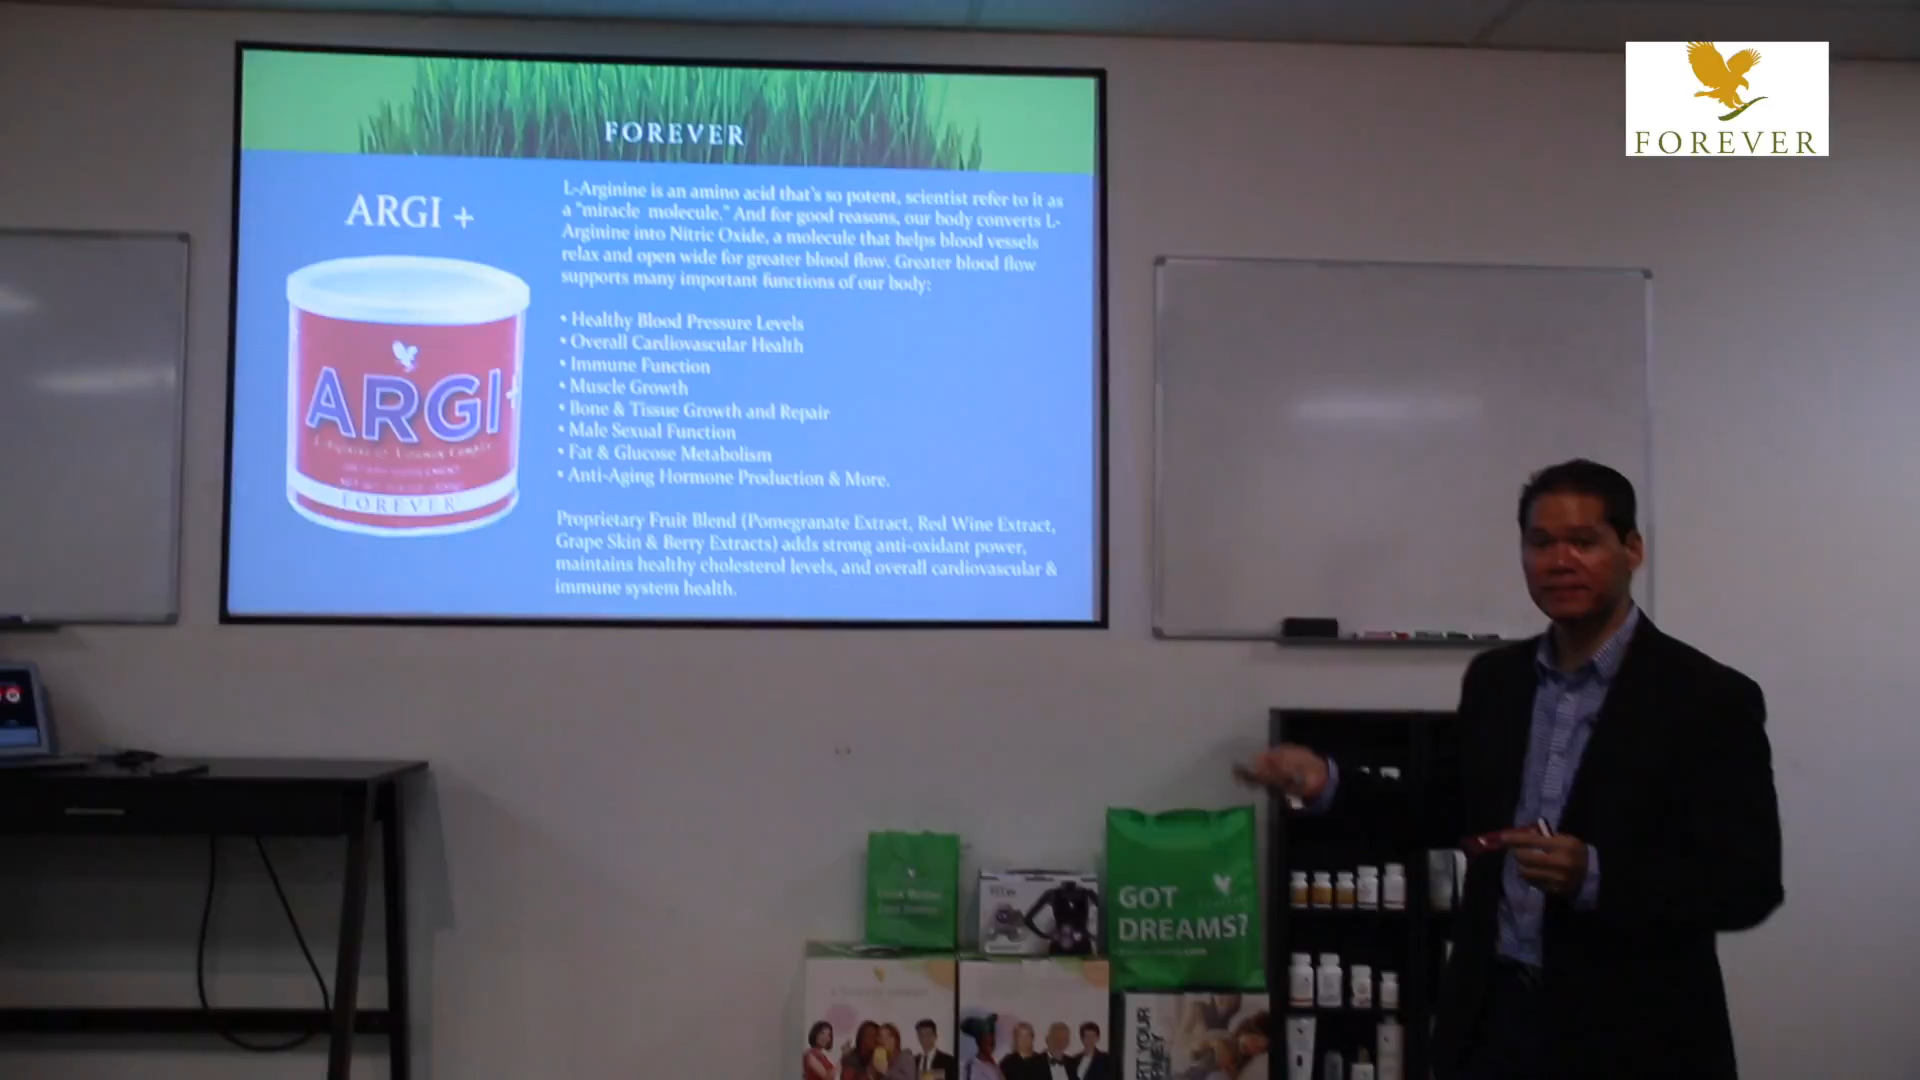 FOREVER
FOREVER
ARGI +
L-Arginine is an amino acid that's so potent, scientist refer to it as
a "miracle molecule." And for good reasons, our body converts L-
Arginine into Nitric Oxide, a molecule that helps blood vessels
relax and open wide for greater blood flow. Greater blood flow
supports many important functions of our body:
• Healthy Blood Pressure Levels
• Overall Cardiovascular Health
• Immune Function
• Muscle Growth
• Bone & Tissue Growth and Repair
• Male Sexual Function
• Fat & Glucose Metabolism
• Anti-Aging Hormone Production & More.
Proprietary Fruit Blend (Pomegranate Extract, Red Wine Extract,
Grape Skin & Berry Extracts) adds strong anti-oxidant power,
maintains healthy cholesterol levels, and overall cardiovascular &
immune system health.
ARGI+
L-Arginine & Vitamin Complex
FOREVER
GOT
DREAMS?